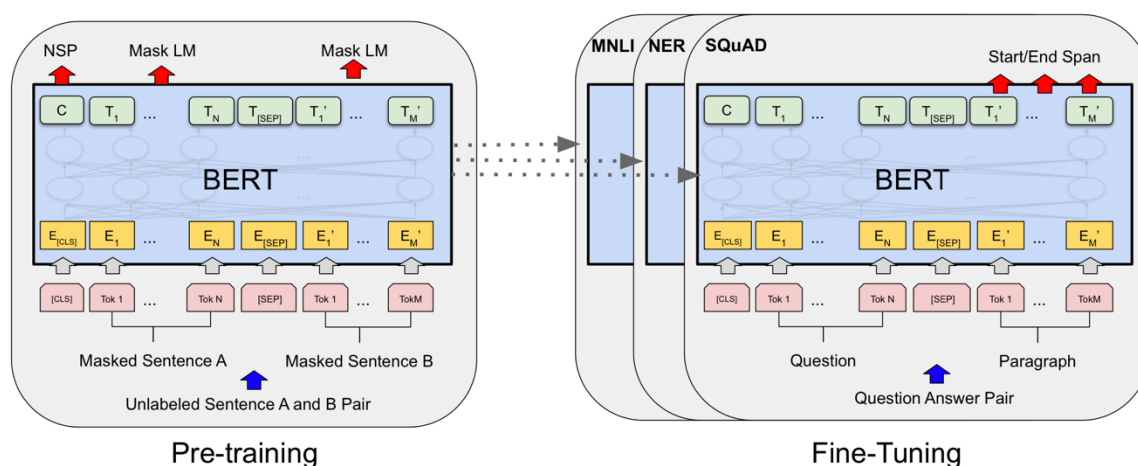 NSP Mask LM Mask LM
C T1 ... TN T[SEP] T1' ... TM'
...
BERT
...
E[CLS] E1 ... EN E[SEP] E1' ... EM'
[CLS] Tok 1 ... Tok N [SEP] Tok 1 ... TokM
Masked Sentence A Masked Sentence B
Unlabeled Sentence A and B Pair
Pre-training
MNLI NER SQuAD
Start/End Span
C T1 ... TN T[SEP] T1' ... TM'
...
BERT
...
E[CLS] E1 ... EN E[SEP] E1' ... EM'
[CLS] Tok 1 ... Tok N [SEP] Tok 1 ... TokM
Question Paragraph
Question Answer Pair
Fine-Tuning